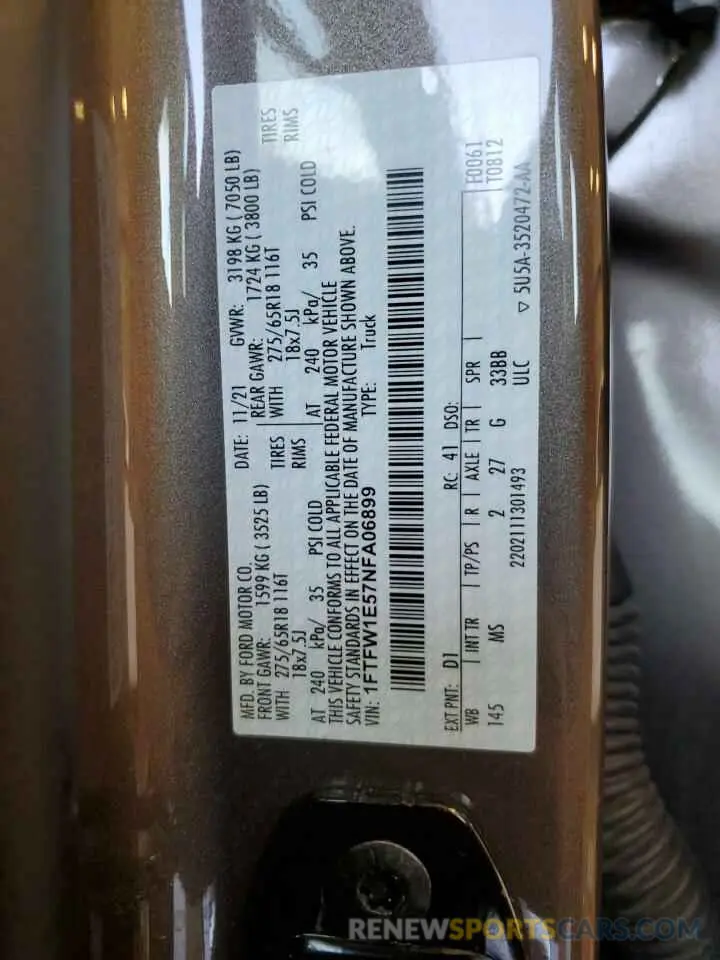 MFD. BY FORD MOTOR CO.
DATE: 11/21 GVWR: 3198 KG ( 7050 LB)
FRONT GAWR: 1599 KG ( 3525 LB)
REAR GAWR: 1724 KG ( 3800 LB)
WITH 275/65R18 116T TIRES
WITH 275/65R18 116T TIRES
18x7.5J RIMS
18x7.5J RIMS
AT 240 kPa/ 35 PSI COLD
AT 240 kPa/ 35 PSI COLD
THIS VEHICLE CONFORMS TO ALL APPLICABLE FEDERAL MOTOR VEHICLE
SAFETY STANDARDS IN EFFECT ON THE DATE OF MANUFACTURE SHOWN ABOVE.
VIN: 1FTFW1E57NFA06899 TYPE: Truck
EXT PNT: D1 RC: 41 DSO:
WB INT TR TP/PS R AXLE TR SPR F0061
T0812
145 MS 2 27 G 33BB
2202111301493 ULC ▽ 5U5A-3520472-AA
RENEWSPORTSCARS.COM